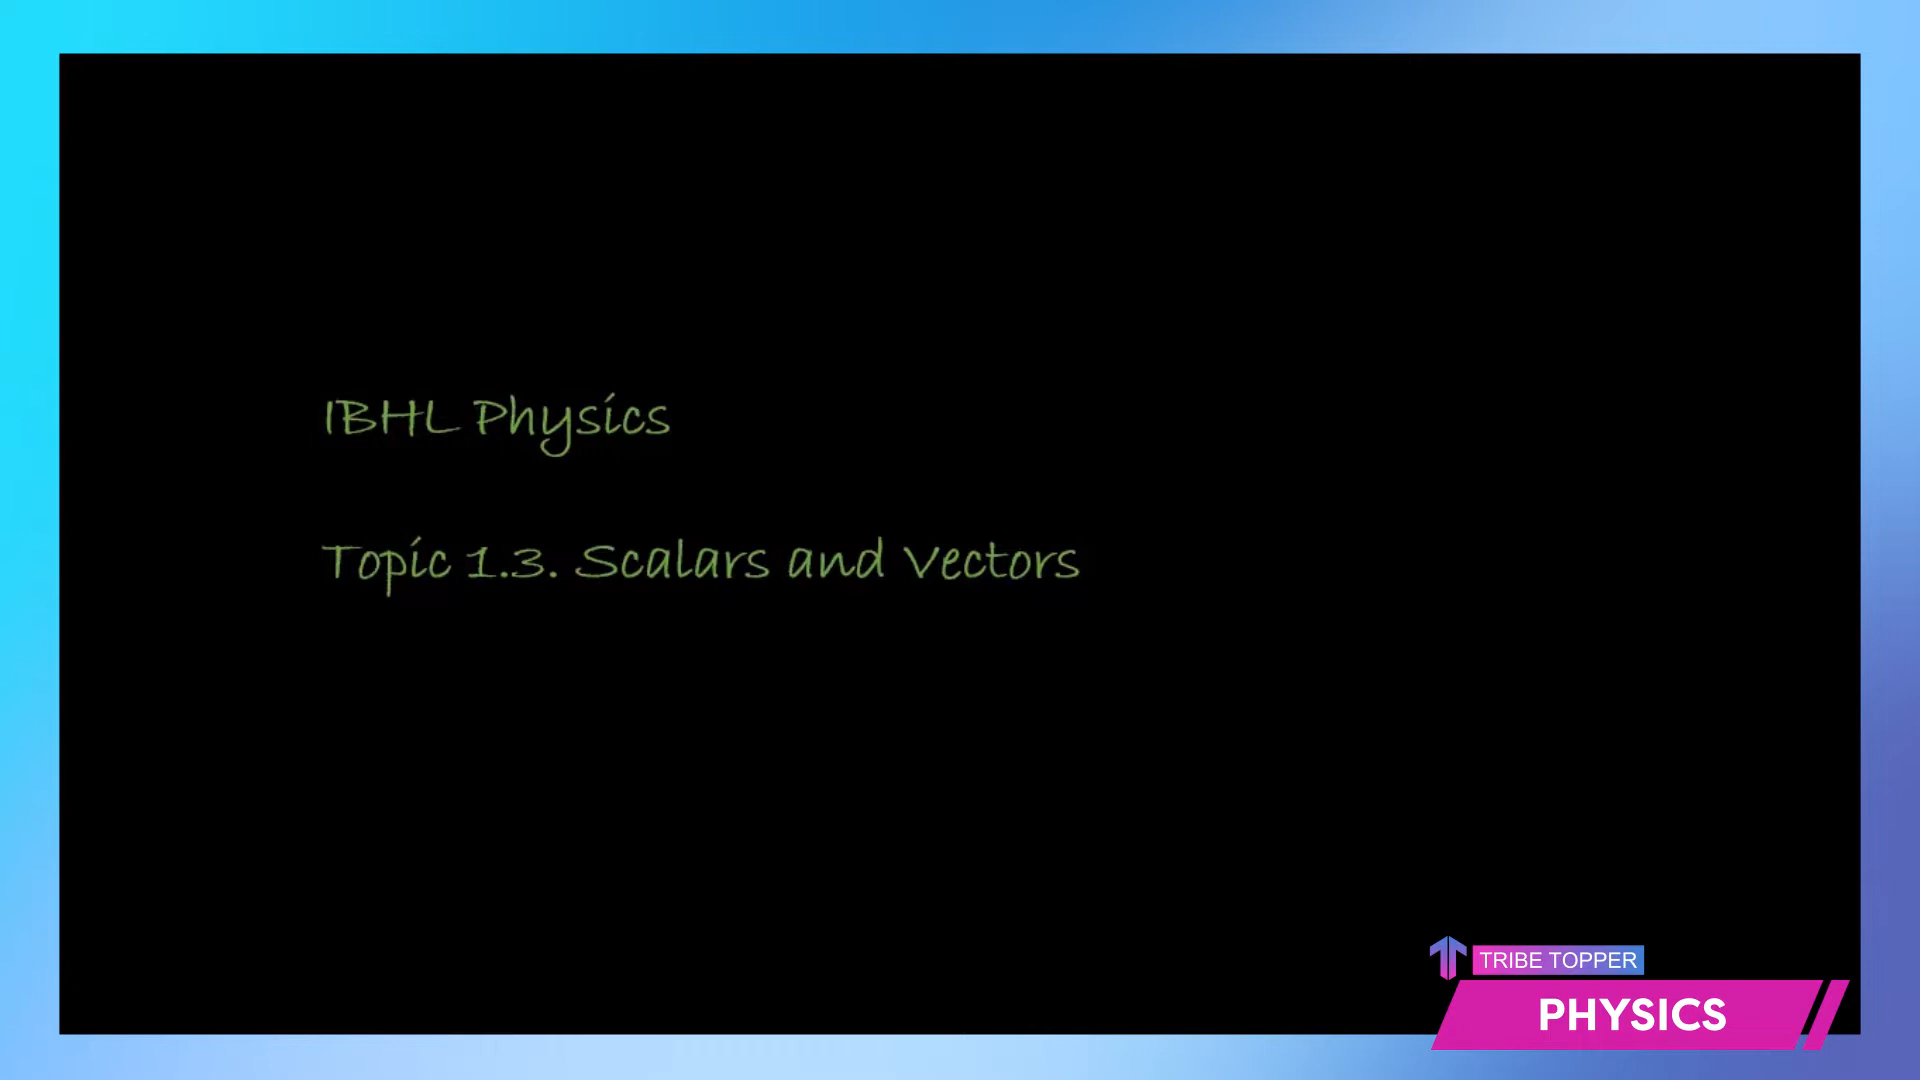 IBHL Physics
Topic 1.3. Scalars and Vectors
TRIBE TOPPER
PHYSICS